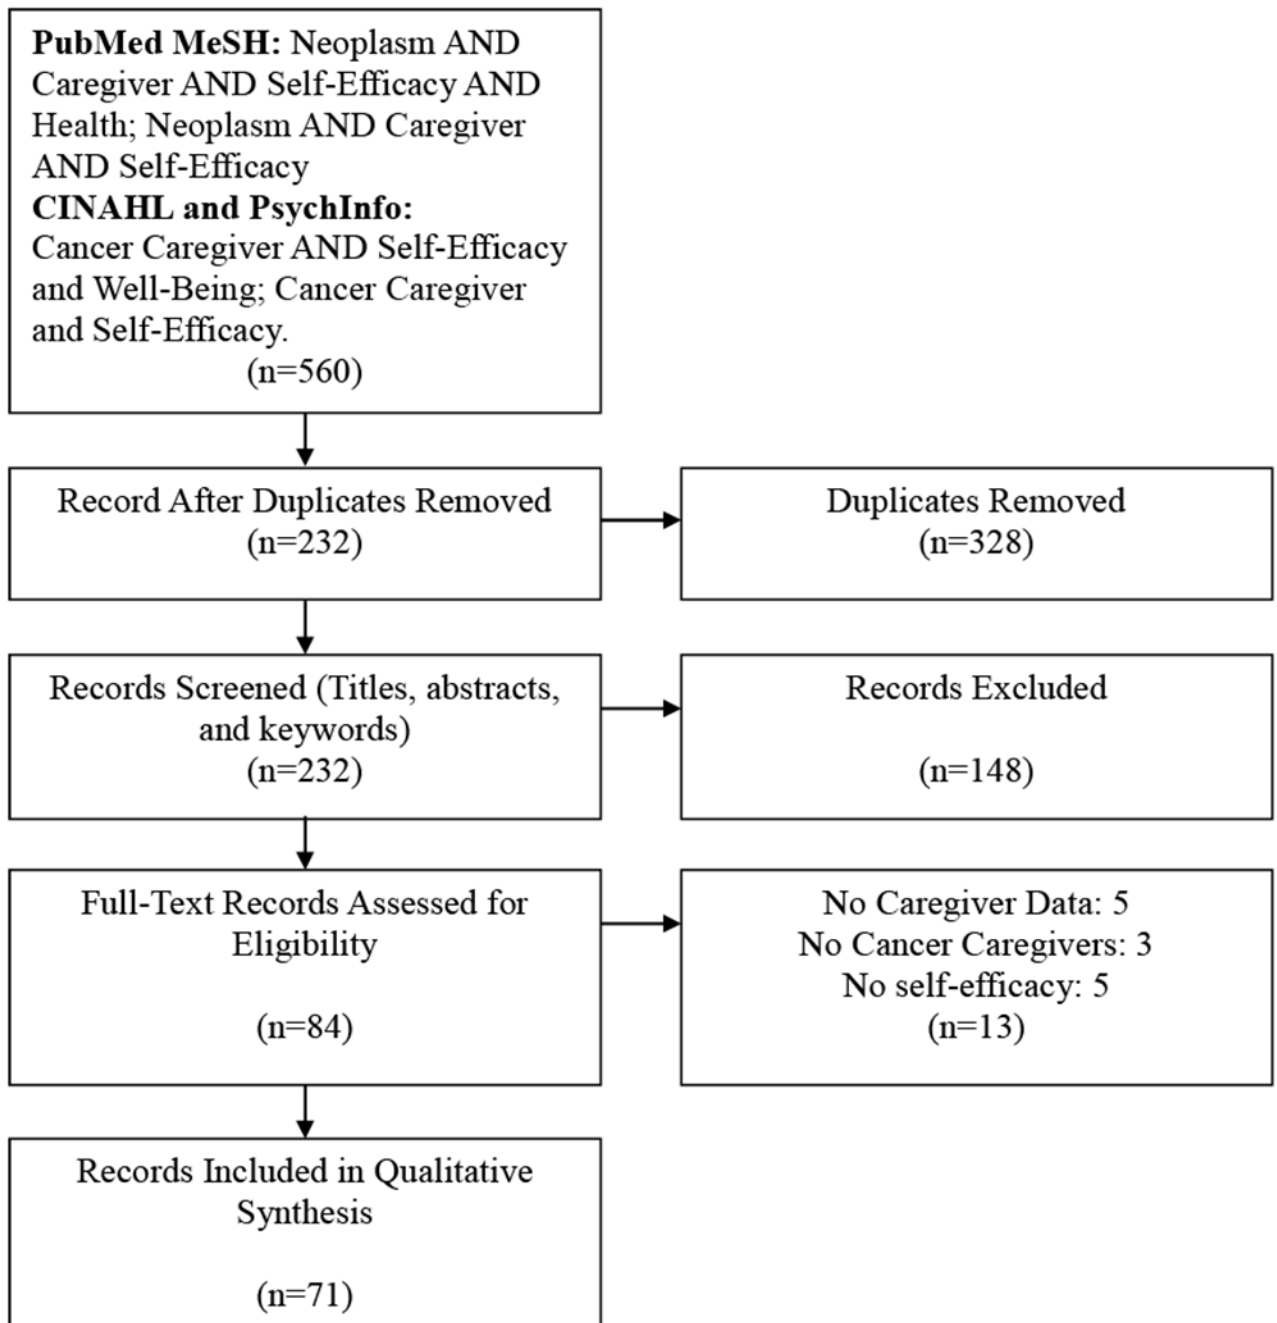 PubMed MeSH: Neoplasm AND
Caregiver AND Self-Efficacy AND
Health; Neoplasm AND Caregiver
AND Self-Efficacy
CINAHL and PsychInfo:
Cancer Caregiver AND Self-Efficacy
and Well-Being; Cancer Caregiver
and Self-Efficacy.
(n=560)
Record After Duplicates Removed
(n=232)
Duplicates Removed
(n=328)
Records Screened (Titles, abstracts,
and keywords)
(n=232)
Records Excluded
(n=148)
Full-Text Records Assessed for
Eligibility
(n=84)
No Caregiver Data: 5
No Cancer Caregivers: 3
No self-efficacy: 5
(n=13)
Records Included in Qualitative
Synthesis
(n=71)